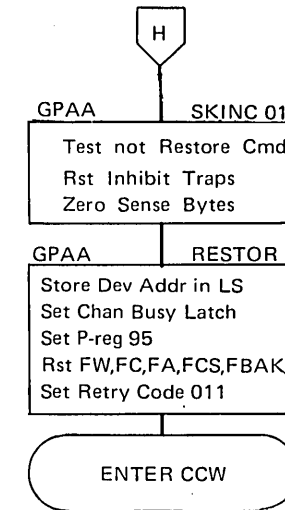 H
GPAA SKINC 01
Test not Restore Cmd
Rst Inhibit Traps
Zero Sense Bytes
GPAA RESTOR
Store Dev Addr in LS
Set Chan Busy Latch
Set P-reg 95
Rst FW,FC,FA,FCS,FBAK,
Set Retry Code 011
ENTER CCW